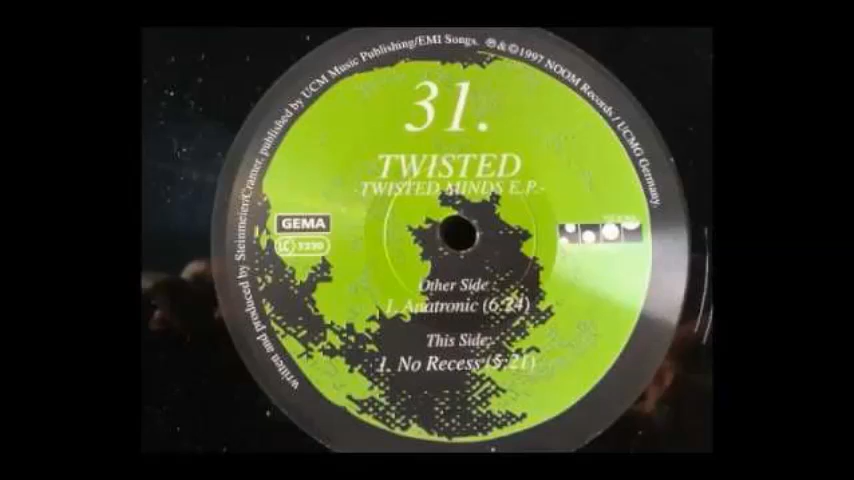 written and produced by Steinmeier/Cramer, published by UCM Music Publishing/EMI Songs. ℗&©1997 NOOM Records / UCMG Germany.
31.
TWISTED
-TWISTED MINDS E.P.-
GEMA
LC 3330
Other Side:
1. Anatronic (6:24)
This Side:
1. No Recess (5:21)